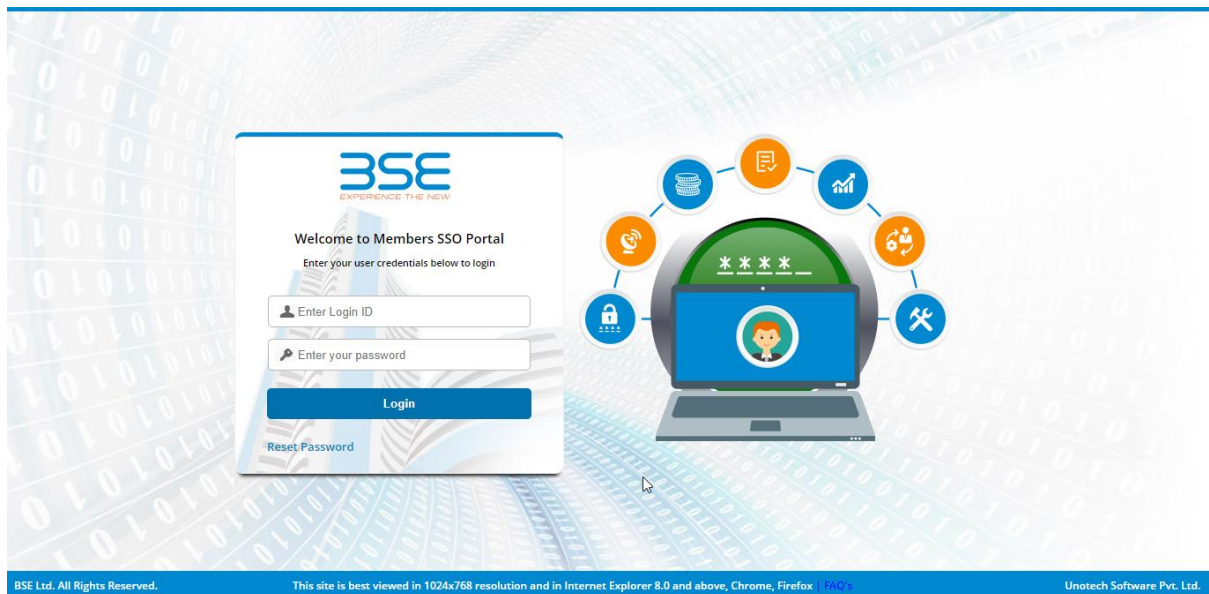 BSE
EXPERIENCE THE NEW
Welcome to Members SSO Portal
Enter your user credentials below to login
Enter Login ID
Enter your password
Login
Reset Password
* * * * _
BSE Ltd. All Rights Reserved.
This site is best viewed in 1024x768 resolution and in Internet Explorer 8.0 and above, Chrome, Firefox | FAQ's
Unotech Software Pvt. Ltd.